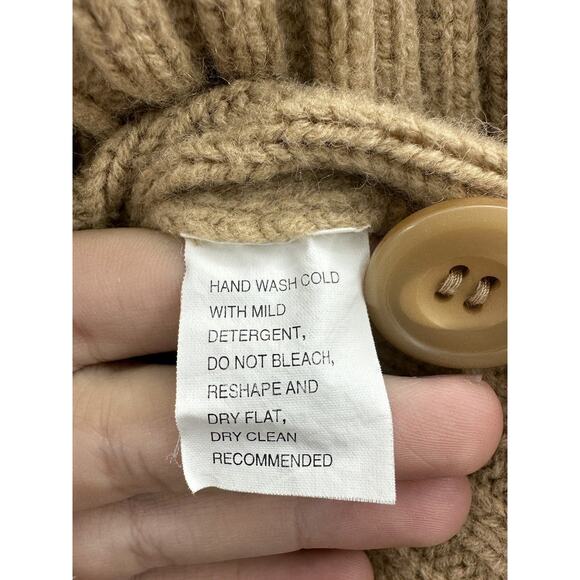 HAND WASH COLD
WITH MILD
DETERGENT,
DO NOT BLEACH,
RESHAPE AND
DRY FLAT,
DRY CLEAN
RECOMMENDED